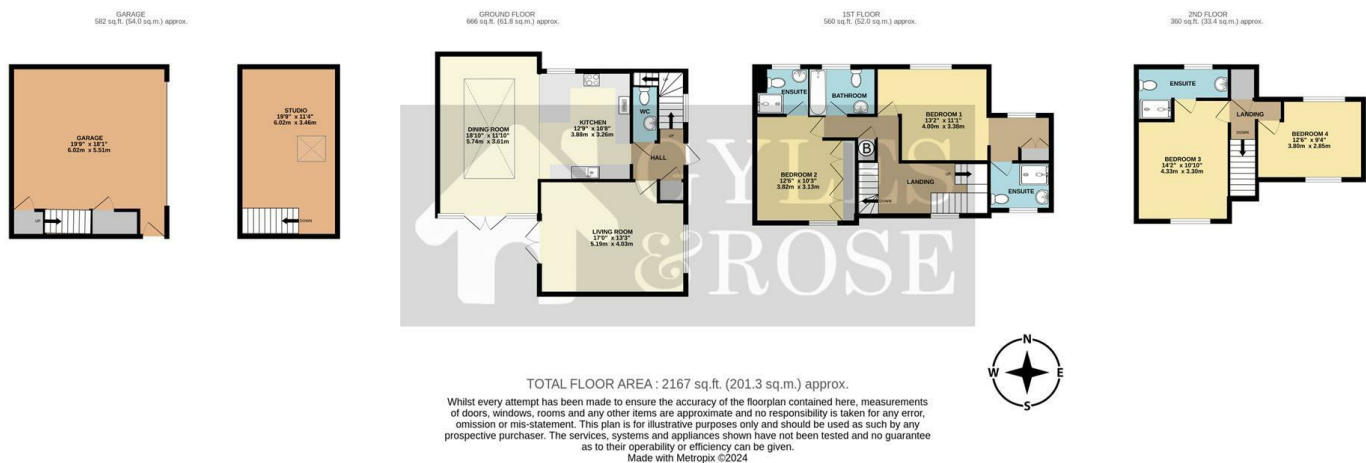 GARAGE
582 sq.ft. (54.0 sq.m.) approx.
GROUND FLOOR
666 sq.ft. (61.8 sq.m.) approx.
1ST FLOOR
560 sq.ft. (52.0 sq.m.) approx.
2ND FLOOR
360 sq.ft. (33.4 sq.m.) approx.
GARAGE
19'9" x 18'1"
6.02m x 5.51m
UP
STUDIO
19'9" x 11'4"
6.02m x 3.46m
DOWN
DINING ROOM
18'10" x 11'10"
5.74m x 3.61m
KITCHEN
12'9" x 10'8"
3.88m x 3.26m
WC
UP
UP
HALL
LIVING ROOM
17'0" x 13'3"
5.19m x 4.03m
ENSUITE
BATHROOM
BEDROOM 1
13'2" x 11'1"
4.00m x 3.38m
BEDROOM 2
12'6" x 10'3"
3.82m x 3.13m
B
LANDING
UP
DOWN
ENSUITE
ENSUITE
LANDING
DOWN
BEDROOM 3
14'2" x 10'10"
4.33m x 3.30m
BEDROOM 4
12'6" x 9'4"
3.80m x 2.85m
GYLES
& ROSE
N
W E
S
TOTAL FLOOR AREA : 2167 sq.ft. (201.3 sq.m.) approx.
Whilst every attempt has been made to ensure the accuracy of the floorplan contained here, measurements
of doors, windows, rooms and any other items are approximate and no responsibility is taken for any error,
omission or mis-statement. This plan is for illustrative purposes only and should be used as such by any
prospective purchaser. The services, systems and appliances shown have not been tested and no guarantee
as to their operability or efficiency can be given.
Made with Metropix ©2024